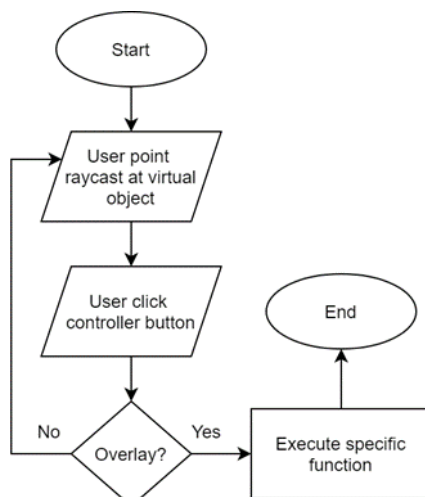 Start
User point
raycast at virtual
object
User click
controller button
End
No
Yes
Overlay?
Execute specific
function